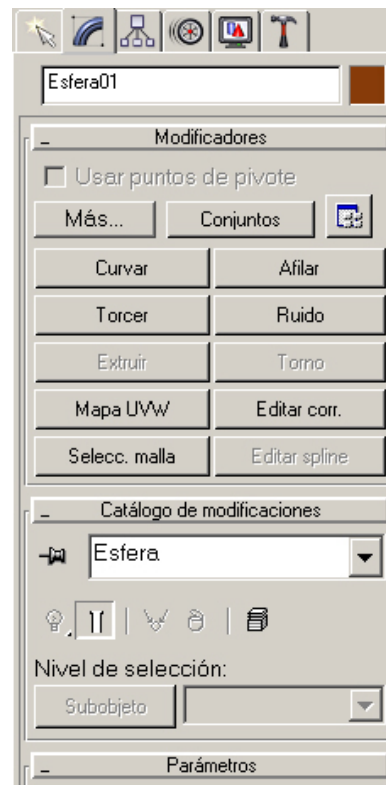 Esfera01
Modificadores
Usar puntos de pivote
Más... Conjuntos
Curvar Afilar
Torcer Ruido
Extruir Torno
Mapa UVW Editar corr.
Selecc. malla Editar spline
Catálogo de modificaciones
Esfera
Nivel de selección:
Subobjeto
Parámetros